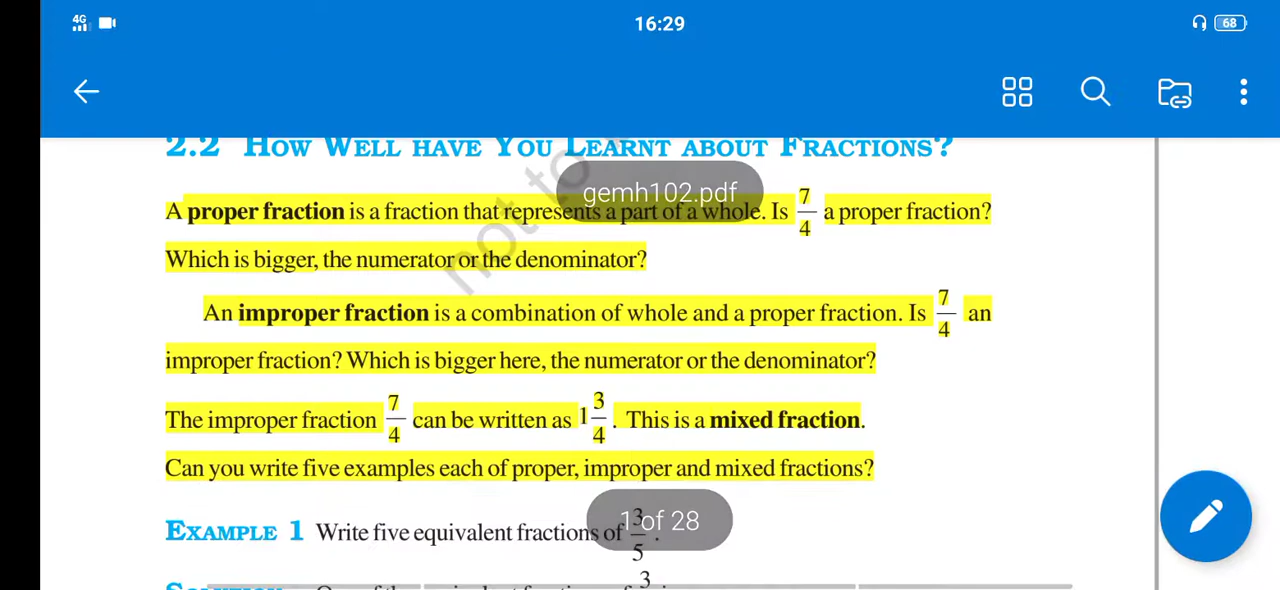 4G
16:29
68
2.2 HOW WELL HAVE YOU LEARNT ABOUT FRACTIONS?
gemh102.pdf
A proper fraction is a fraction that represents a part of a whole. Is 7/4 a proper fraction?
Which is bigger, the numerator or the denominator?
not to
An improper fraction is a combination of whole and a proper fraction. Is 7/4 an
improper fraction? Which is bigger here, the numerator or the denominator?
The improper fraction 7/4 can be written as 1 3/4. This is a mixed fraction.
Can you write five examples each of proper, improper and mixed fractions?
EXAMPLE 1 Write five equivalent fractions of 3/5.
1 of 28
3